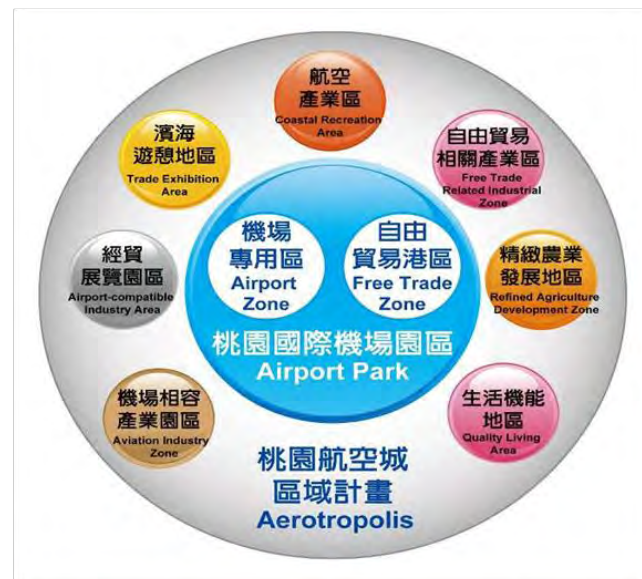 航空
產業區
Coastal Recreation
Area
濱海
遊憩地區
Trade Exhibition
Area
自由貿易
相關產業區
Free Trade
Related Industrial
Zone
經貿
展覽園區
Airport-compatible
Industry Area
機場
專用區
Airport
Zone
自由
貿易港區
Free Trade
Zone
精緻農業
發展地區
Refined Agriculture
Development Zone
桃園國際機場園區
Airport Park
機場相容
產業園區
Aviation Industry
Zone
生活機能
地區
Quality Living
Area
桃園航空城
區域計畫
Aerotropolis